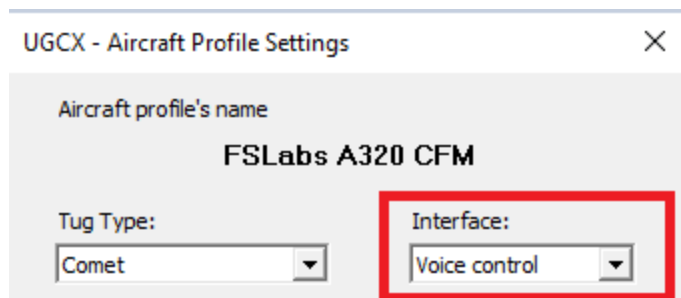 UGCX - Aircraft Profile Settings
Aircraft profile's name
FSLabs A320 CFM
Tug Type: Interface:
Comet Voice control